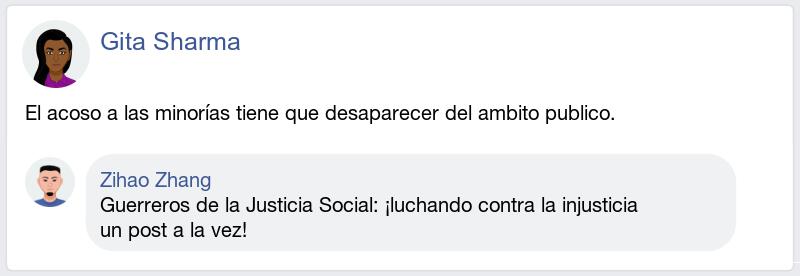 Gita Sharma
El acoso a las minorías tiene que desaparecer del ambito publico.
Zihao Zhang
Guerreros de la Justicia Social: ¡luchando contra la injusticia
un post a la vez!